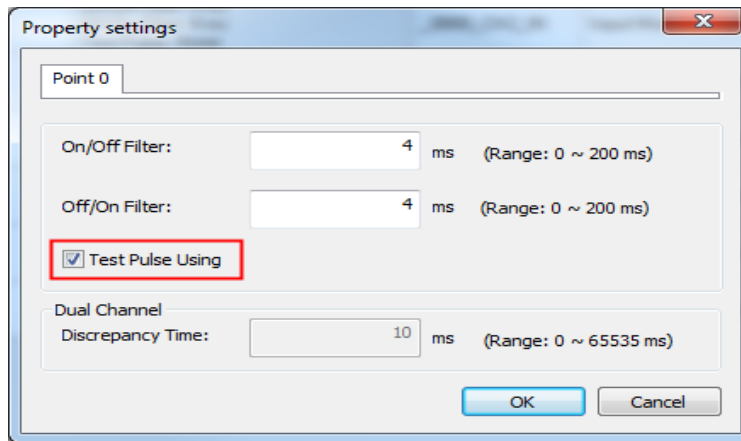 Property settings
Point 0
On/Off Filter: 4 ms (Range: 0 ~ 200 ms)
Off/On Filter: 4 ms (Range: 0 ~ 200 ms)
Test Pulse Using
Dual Channel
Discrepancy Time: 10 ms (Range: 0 ~ 65535 ms)
OK Cancel